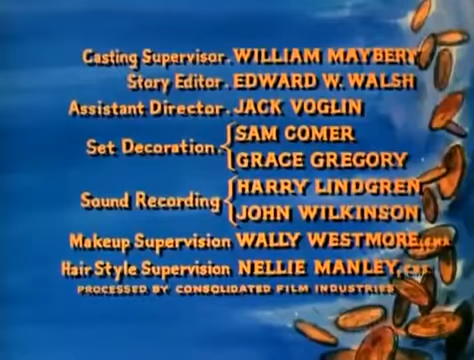 Casting Supervisor. WILLIAM MAYBERY
Story Editor. EDWARD W. WALSH
Assistant Director. JACK VOGLIN
Set Decoration. SAM COMER
GRACE GREGORY
Sound Recording HARRY LINDGREN
JOHN WILKINSON
Makeup Supervision WALLY WESTMORE,
Hair Style Supervision NELLIE MANLEY,
PROCESSED BY CONSOLIDATED FILM INDUSTRIES